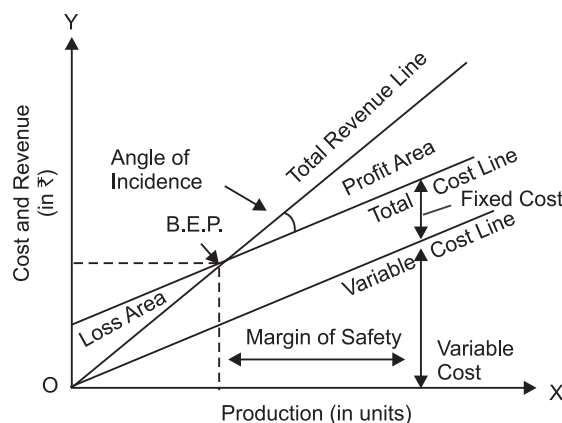 Y
Cost and Revenue
(in ₹)
Angle of
Incidence
Total Revenue Line
Profit Area
Total Cost Line
Fixed Cost
B.E.P.
Variable Cost Line
Loss Area
Margin of Safety
Variable
Cost
O
X
Production (in units)